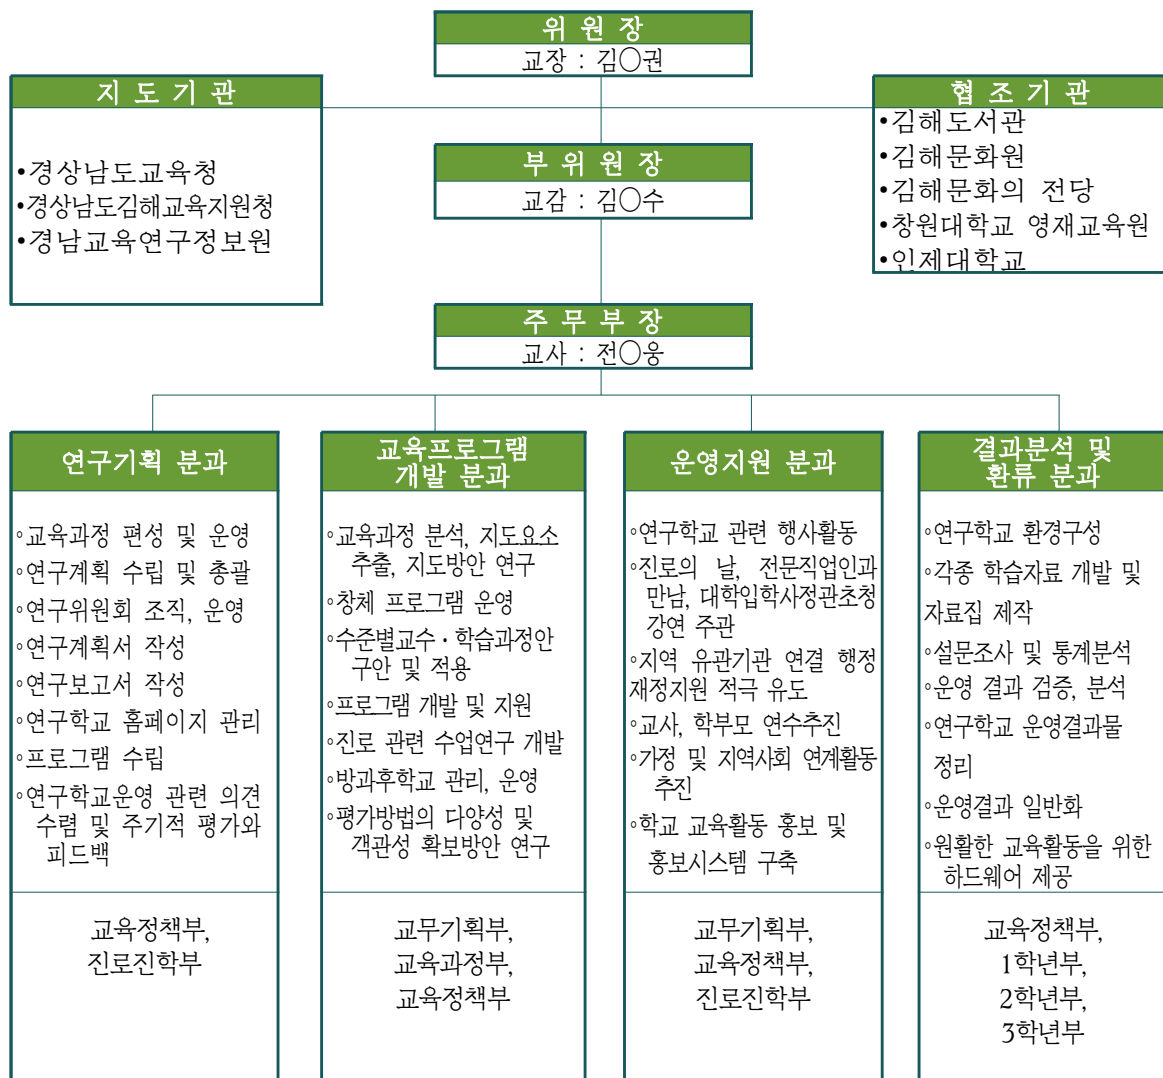 위 원 장
교장 : 김○권
지 도 기 관
•경상남도교육청
•경상남도김해교육지원청
•경남교육연구정보원
협 조 기 관
•김해도서관
•김해문화원
•김해문화의 전당
•창원대학교 영재교육원
•인제대학교
부 위 원 장
교감 : 김○수
주 무 부 장
교사 : 전○웅
연구기획 분과
◦교육과정 편성 및 운영
◦연구계획 수립 및 총괄
◦연구위원회 조직, 운영
◦연구계획서 작성
◦연구보고서 작성
◦연구학교 홈페이지 관리
◦프로그램 수립
◦연구학교운영 관련 의견
수렴 및 주기적 평가와
피드백
교육정책부,
진로진학부
교육프로그램
개발 분과
◦교육과정 분석, 지도요소
추출, 지도방안 연구
◦창체 프로그램 운영
◦수준별교수·학습과정안
구안 및 적용
◦프로그램 개발 및 지원
◦진로 관련 수업연구 개발
◦방과후학교 관리, 운영
◦평가방법의 다양성 및
객관성 확보방안 연구
교무기획부,
교육과정부,
교육정책부
운영지원 분과
◦연구학교 관련 행사활동
◦진로의 날, 전문직업인과
만남, 대학입학사정관초청
강연 주관
◦지역 유관기관 연결 행정
재정지원 적극 유도
◦교사, 학부모 연수추진
◦가정 및 지역사회 연계활동
추진
◦학교 교육활동 홍보 및
홍보시스템 구축
교무기획부,
교육정책부,
진로진학부
결과분석 및
환류 분과
◦연구학교 환경구성
◦각종 학습자료 개발 및
자료집 제작
◦설문조사 및 통계분석
◦운영 결과 검증, 분석
◦연구학교 운영결과물
정리
◦운영결과 일반화
◦원활한 교육활동을 위한
하드웨어 제공
교육정책부,
1학년부,
2학년부,
3학년부